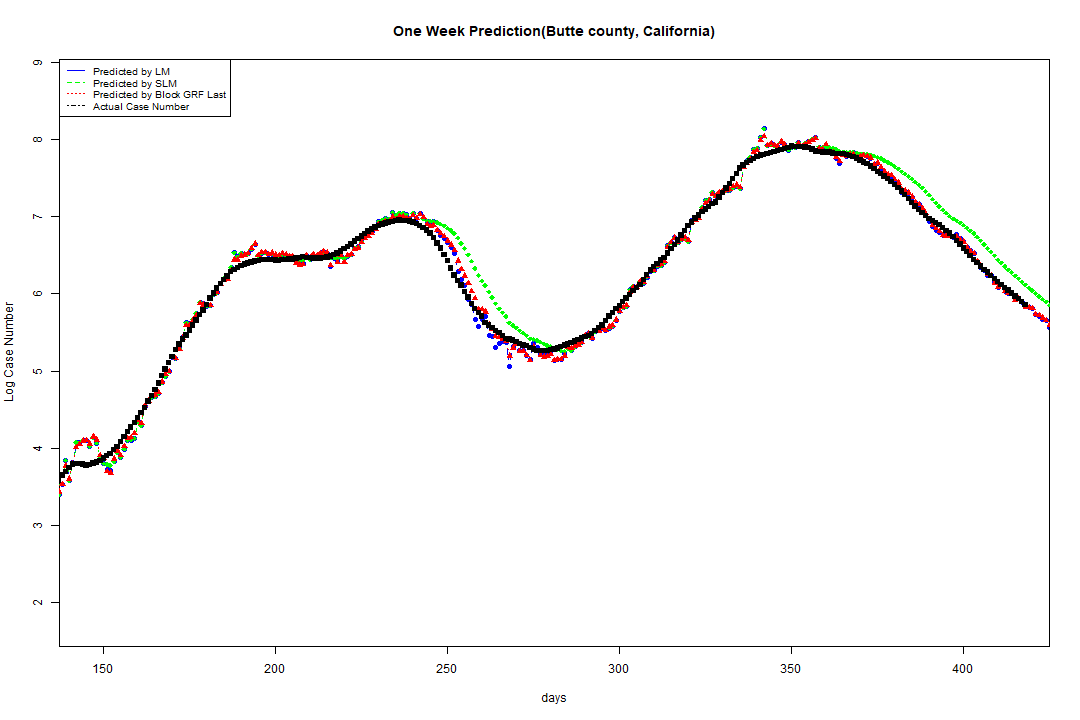 One Week Prediction(Butte county, California)
Predicted by LM
Predicted by SLM
Predicted by Block GRF Last
Actual Case Number
Log Case Number
9
8
7
6
5
4
3
2
150 200 250 300 350 400
days